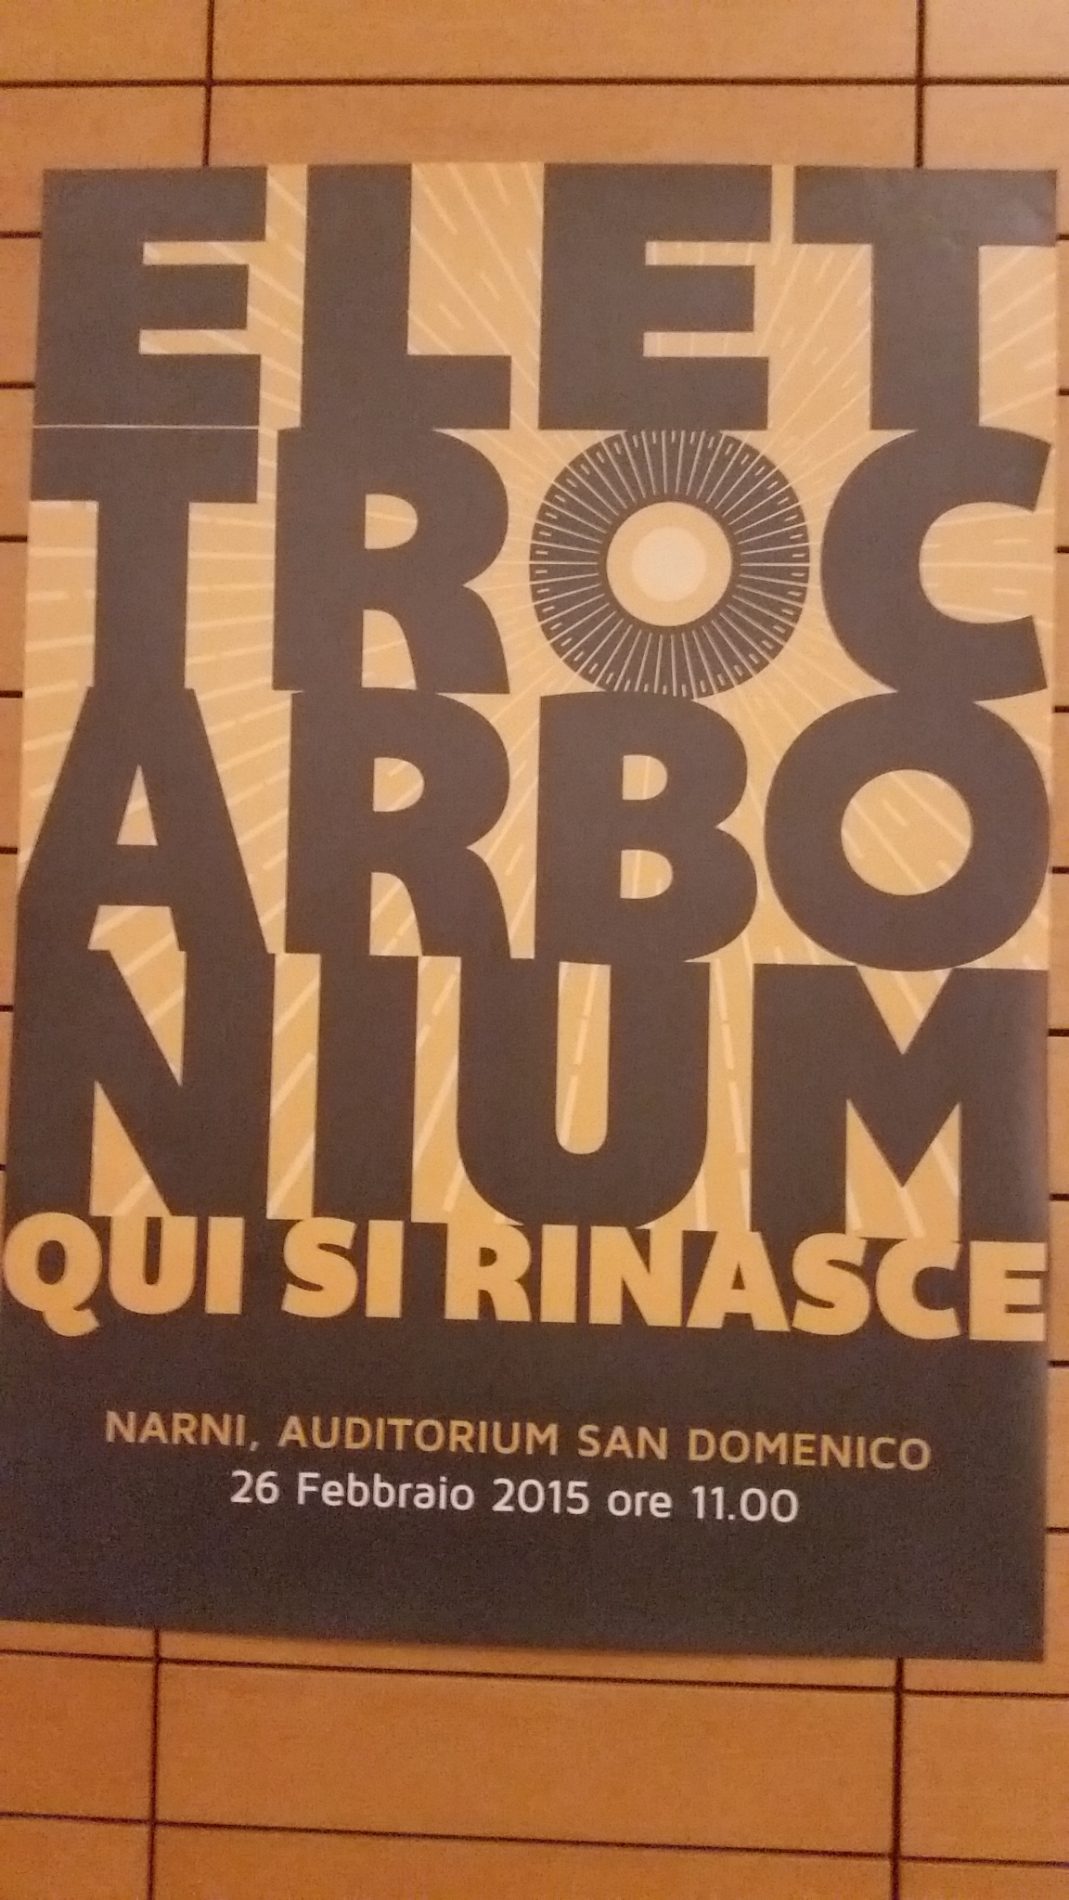 ELET
TROC
ARBO
NIUM
QUI SI RINASCE
NARNI, AUDITORIUM SAN DOMENICO
26 Febbraio 2015 ore 11.00